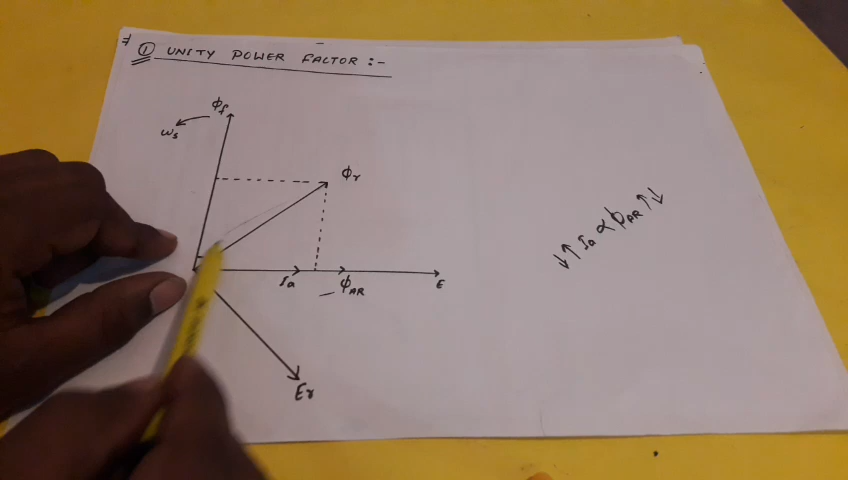 ⇒ ① UNITY POWER FACTOR :-
ϕf
ωs
ϕr
↓↑ Ia ∝ ϕAR ↑↓
Ia
ϕAR
E
Er